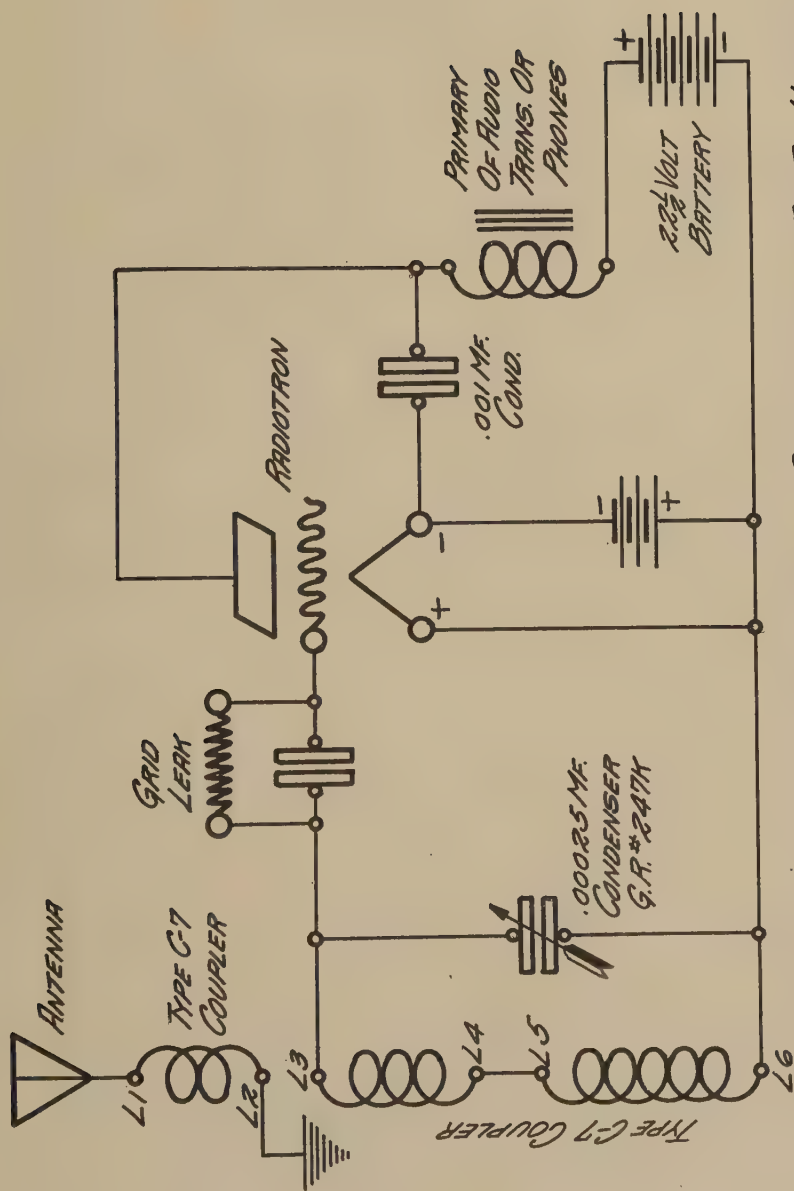 ANTENNA
L1
TYPE C-7
COUPLER
L2
L3
L4
L5
L6
TYPE C-7 COUPLER
GRID
LEAK
.00025 MF.
CONDENSER
G.R. #247K
RADIOTRON
+
-
-
+
.001 MF.
COND.
PRIMARY
OF AUDIO
TRANS. OR
PHONES
22½ VOLT
BATTERY
+
-